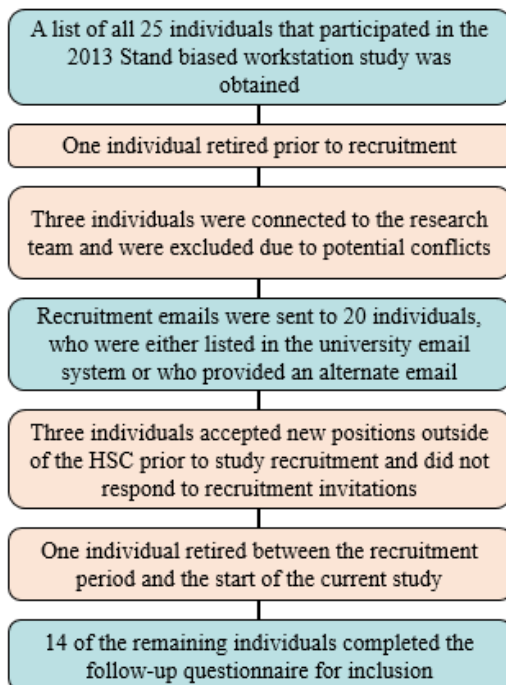 A list of all 25 individuals that participated in the
2013 Stand biased workstation study was
obtained
One individual retired prior to recruitment
Three individuals were connected to the research
team and were excluded due to potential conflicts
Recruitment emails were sent to 20 individuals,
who were either listed in the university email
system or who provided an alternate email
Three individuals accepted new positions outside
of the HSC prior to study recruitment and did not
respond to recruitment invitations
One individual retired between the recruitment
period and the start of the current study
14 of the remaining individuals completed the
follow-up questionnaire for inclusion